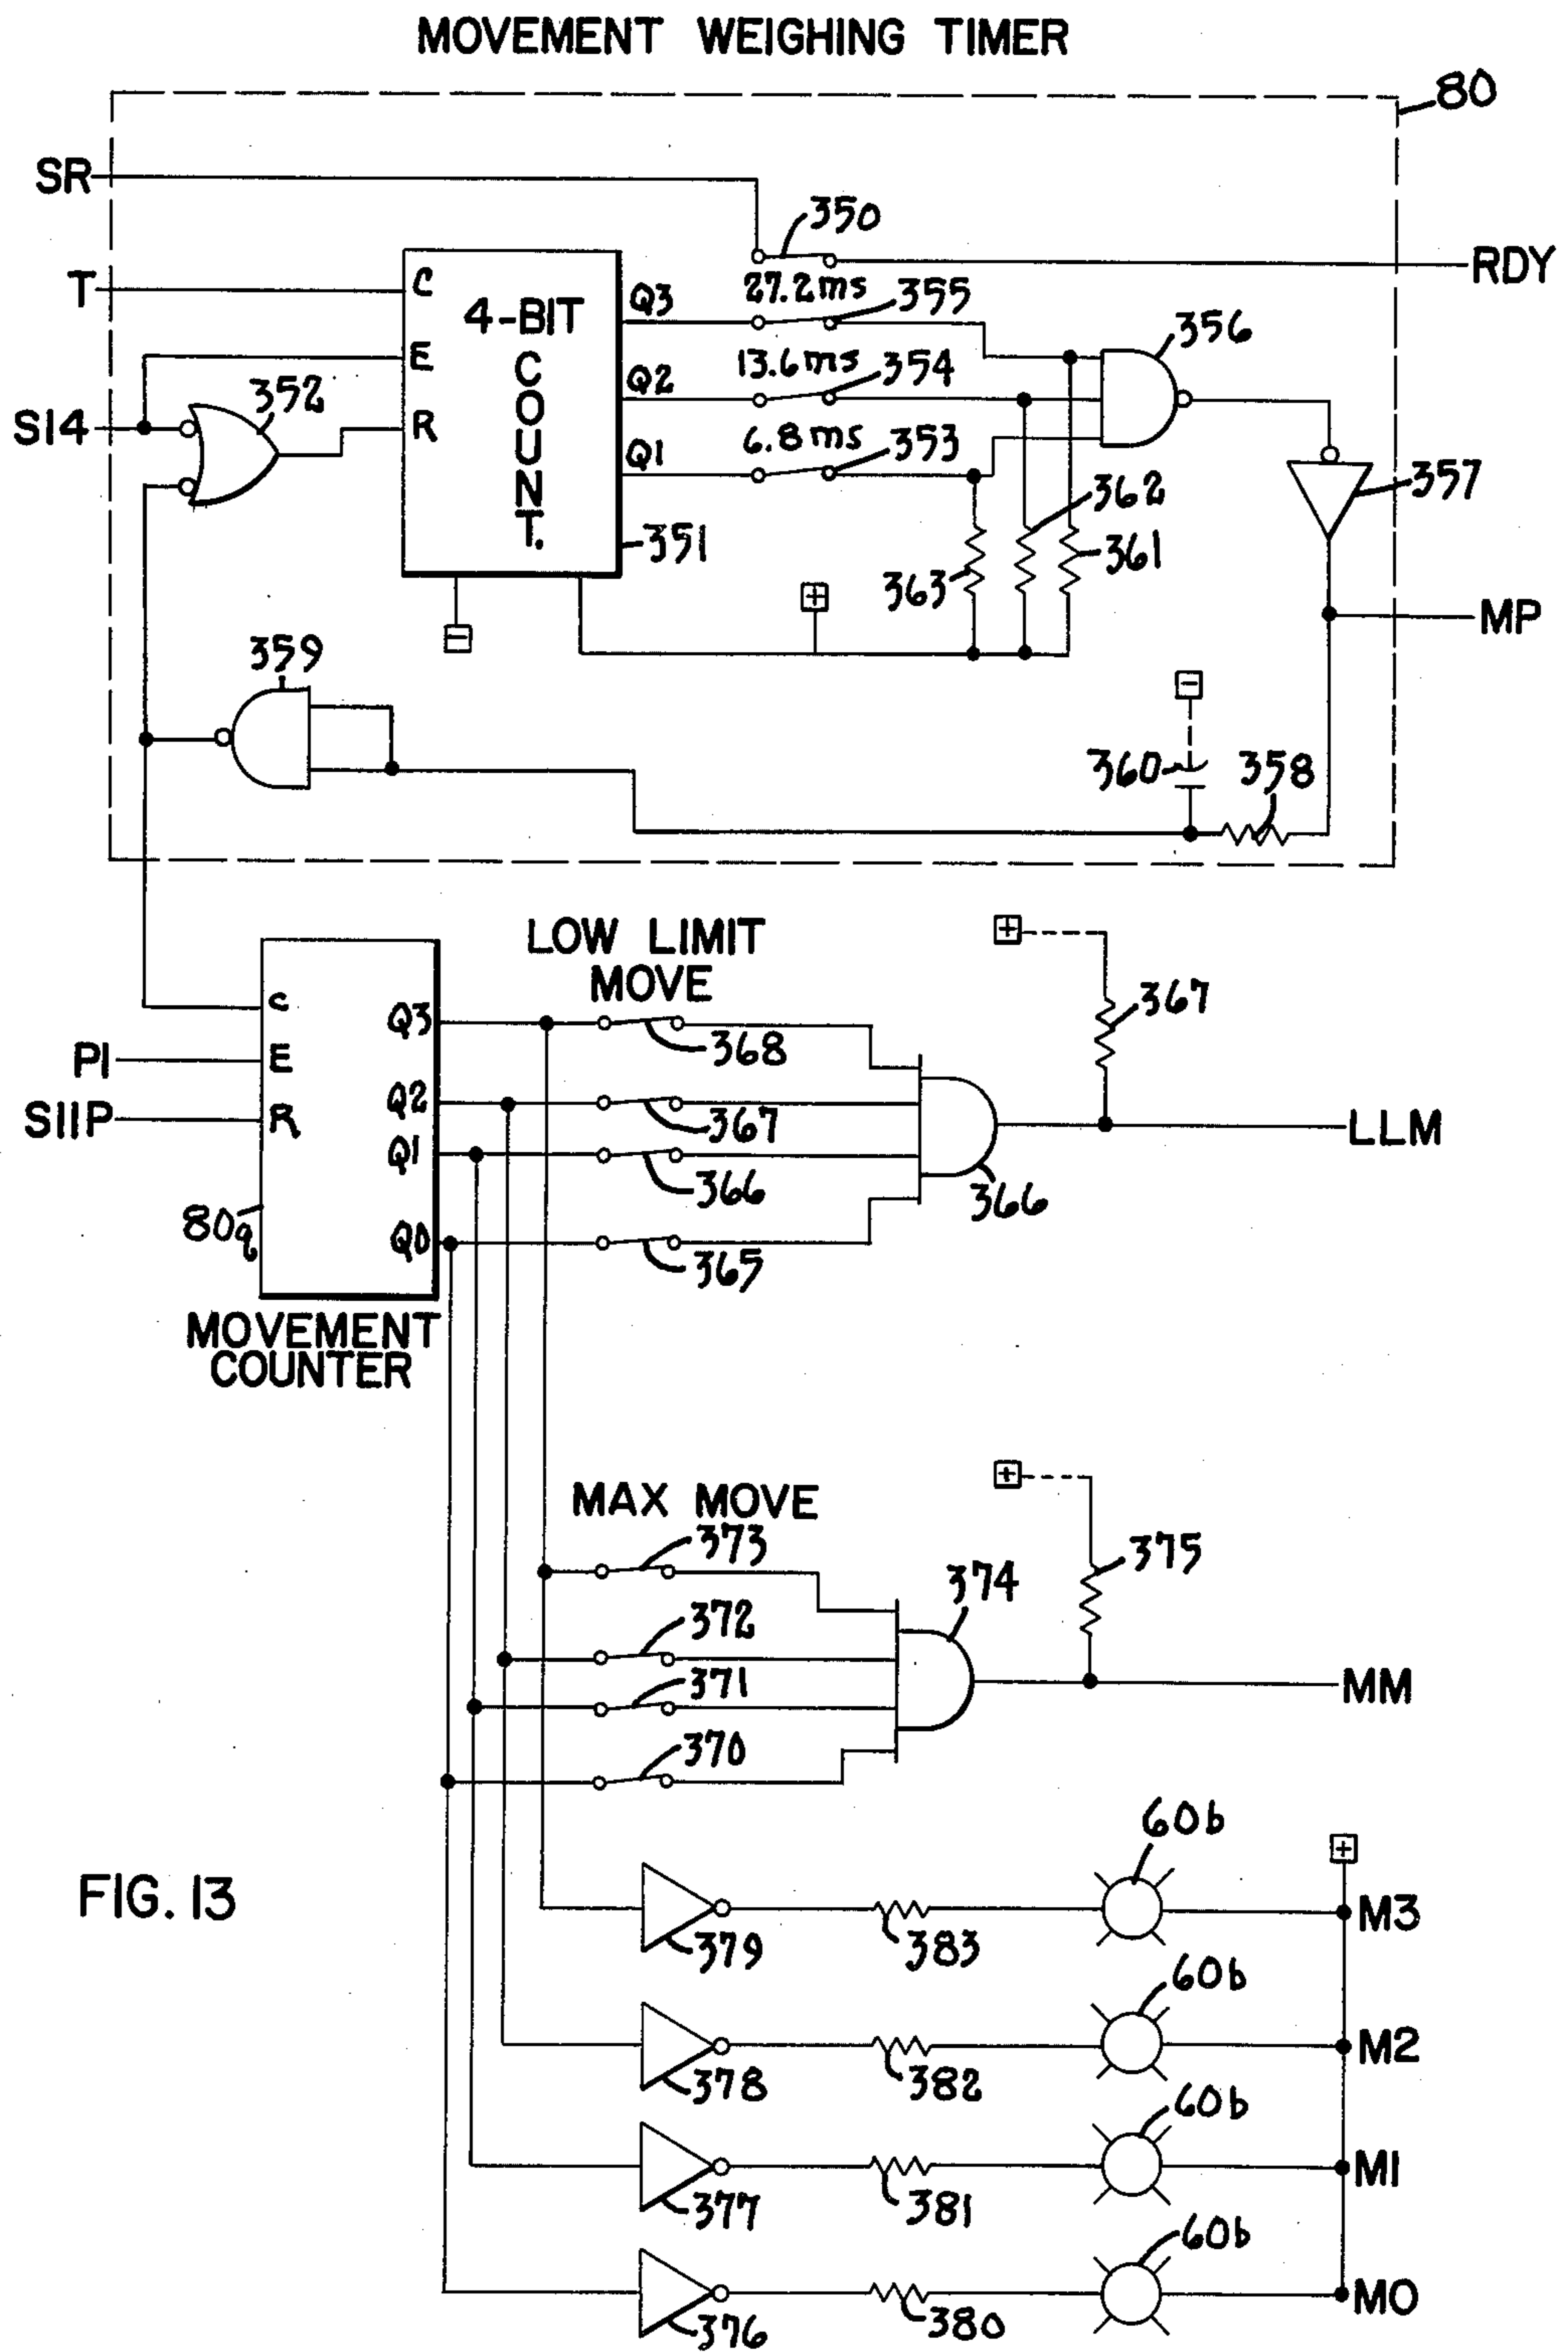 MOVEMENT WEIGHING TIMER
80
SR
350
RDY
T
C
4-BIT
COUNT.
Q3
27.2ms
355
356
E
Q2
13.6ms
354
S14
352
R
Q1
6.8ms
353
357
362
351
363
361
+
MP
−
359
−
360
358
LOW LIMIT
MOVE
+
367
C
Q3
368
P1
E
Q2
367
LLM
S11P
R
Q1
366
366
80a
Q0
365
MOVEMENT
COUNTER
+
MAX MOVE
373
375
374
372
371
MM
370
60b
+
FIG. 13
M3
379
383
60b
M2
378
382
60b
M1
377
381
60b
M0
376
380